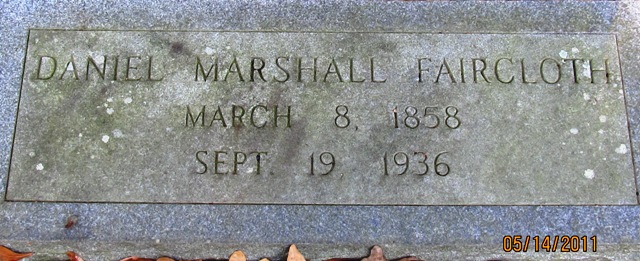 DANIEL MARSHALL FAIRCLOTH
MARCH 8, 1858
SEPT. 19, 1936
05/14/2011